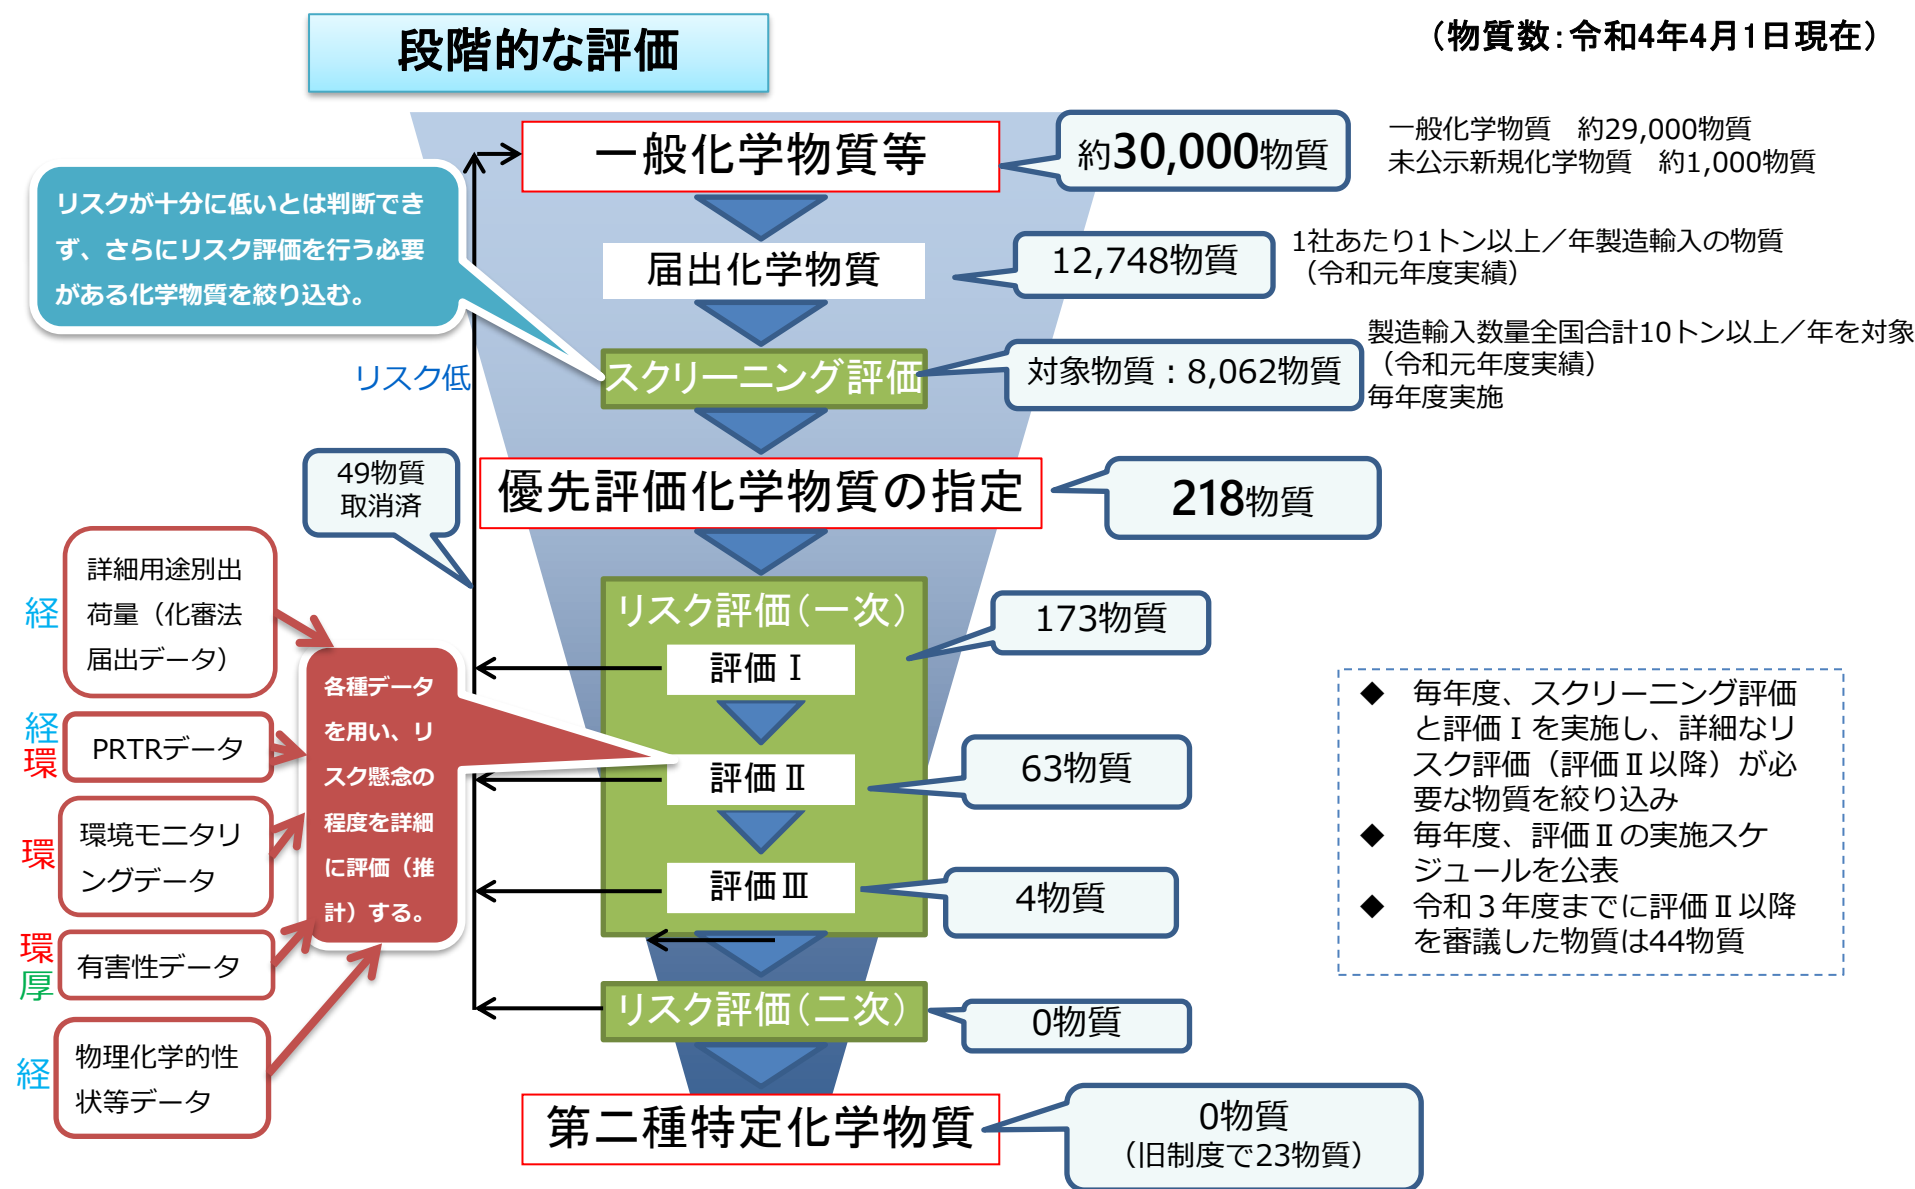 段階的な評価
（物質数：令和4年4月1日現在）
一般化学物質等
約30,000物質
一般化学物質　約29,000物質
未公示新規化学物質　約1,000物質
リスクが十分に低いとは判断でき
ず、さらにリスク評価を行う必要
がある化学物質を絞り込む。
届出化学物質
12,748物質
1社あたり1トン以上／年製造輸入の物質
（令和元年度実績）
リスク低
スクリーニング評価
対象物質：8,062物質
製造輸入数量全国合計10トン以上／年を対象
（令和元年度実績）
毎年度実施
49物質
取消済
優先評価化学物質の指定
218物質
経
詳細用途別出
荷量（化審法
届出データ）
経
環
PRTRデータ
環
環境モニタリ
ングデータ
環
厚
有害性データ
経
物理化学的性
状等データ
各種データ
を用い、リ
スク懸念の
程度を詳細
に評価（推
計）する。
リスク評価（一次）
173物質
評価Ⅰ
評価Ⅱ
63物質
評価Ⅲ
4物質
リスク評価（二次）
0物質
第二種特定化学物質
0物質
（旧制度で23物質）
◆　毎年度、スクリーニング評価
と評価Ⅰを実施し、詳細なリ
スク評価（評価Ⅱ以降）が必
要な物質を絞り込み
◆　毎年度、評価Ⅱの実施スケ
ジュールを公表
◆　令和３年度までに評価Ⅱ以降
を審議した物質は44物質